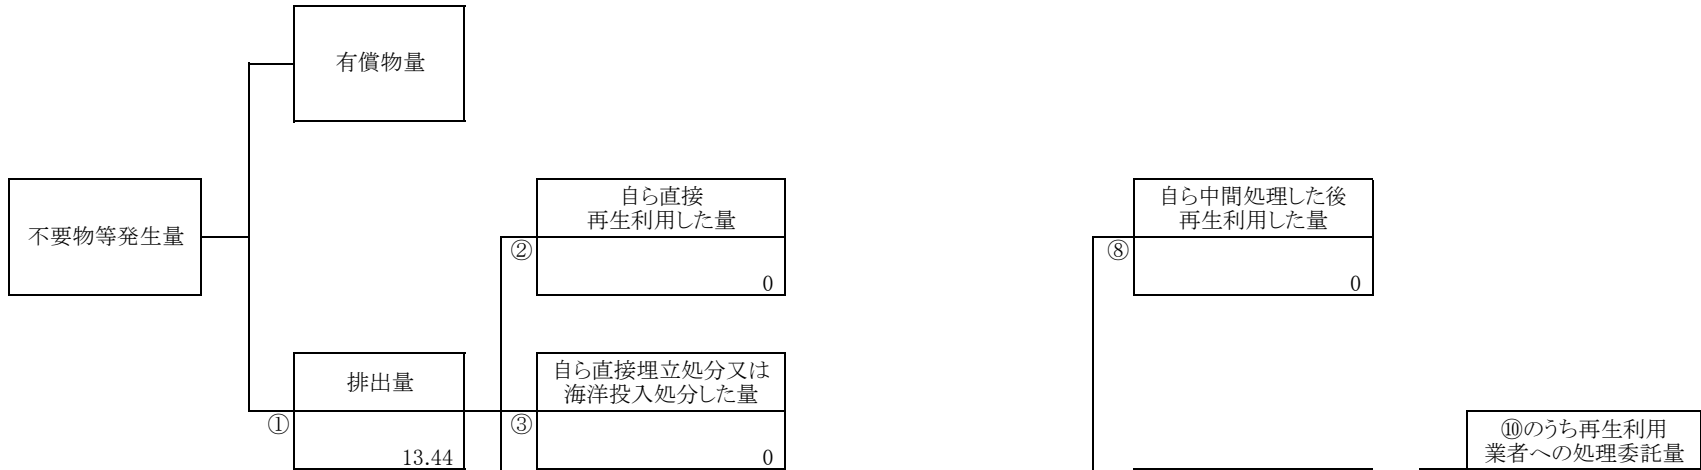 有償物量
不要物等発生量
自ら直接
再生利用した量
②
0
自ら中間処理した後
再生利用した量
⑧
0
排出量
①
13.44
自ら直接埋立処分又は
海洋投入処分した量
③
0
⑩のうち再生利用
業者への処理委託量